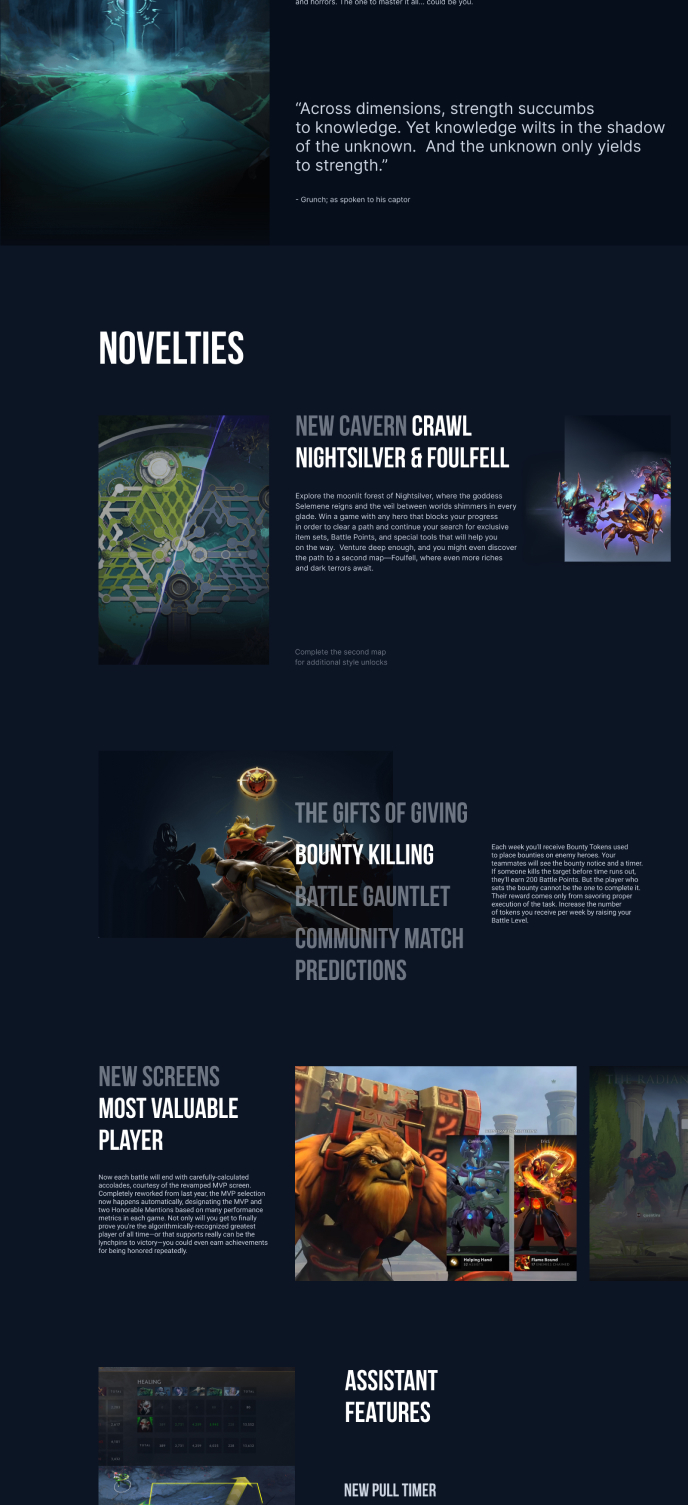 and horrors. The one to master it all... could be you.
“Across dimensions, strength succumbs
to knowledge. Yet knowledge wilts in the shadow
of the unknown.  And the unknown only yields
to strength.”
- Grunch; as spoken to his captor
NOVELTIES
NEW CAVERN CRAWL
NIGHTSILVER & FOULFELL
Explore the moonlit forest of Nightsilver, where the goddess
Selemene reigns and the veil between worlds shimmers in every
glade. Win a game with any hero that blocks your progress
in order to clear a path and continue your search for exclusive
item sets, Battle Points, and special tools that will help you
on the way.  Venture deep enough, and you might even discover
the path to a second map—Foulfell, where even more riches
and dark terrors await.
Complete the second map
for additional style unlocks
THE GIFTS OF GIVING
BOUNTY KILLING
BATTLE GAUNTLET
COMMUNITY MATCH
PREDICTIONS
Each week you'll receive Bounty Tokens used
to place bounties on enemy heroes. Your
teammates will see the bounty notice and a timer.
If someone kills the target before time runs out,
they'll earn 200 Battle Points. But the player who
sets the bounty cannot be the one to complete it.
Their reward comes only from savoring proper
execution of the task. Increase the number
of tokens you receive per week by raising your
Battle Level.
NEW SCREENS
MOST VALUABLE
PLAYER
Now each battle will end with carefully-calculated
accolades, courtesy of the revamped MVP screen.
Completely reworked from last year, the MVP selection
now happens automatically, designating the MVP and
two Honorable Mentions based on many performance
metrics in each game. Not only will you get to finally
prove you're the algorithmically-recognized greatest
player of all time—or that supports really can be the
lynchpins to victory—you could even earn achievements
for being honored repeatedly.
Helping Hand
Flame Bound
THE RADIAN
HEALING
TOTAL
ASSISTANT
FEATURES
NEW PULL TIMER